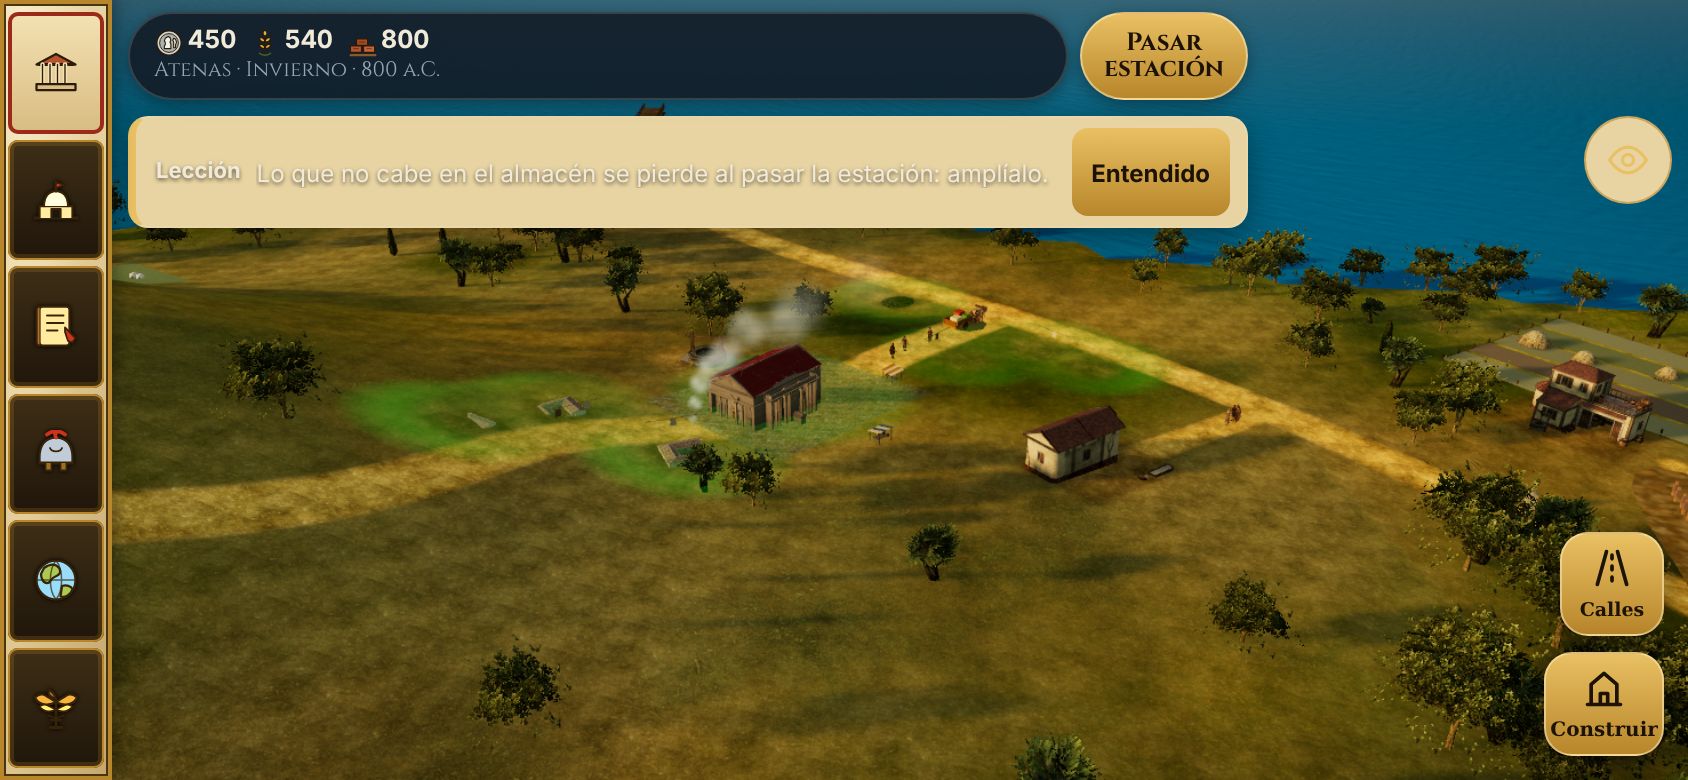 450 540 800
Atenas · Invierno · 800 a.C.
Pasar
estación
Lección Lo que no cabe en el almacén se pierde al pasar la estación: amplíalo.
Entendido
Calles
Construir